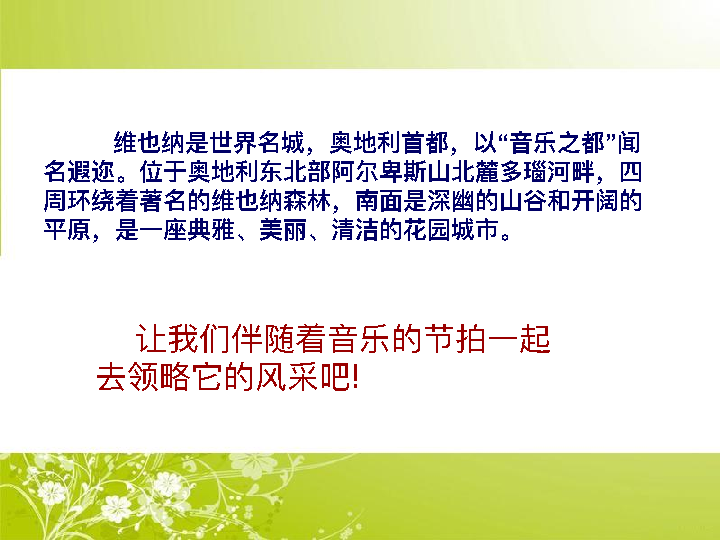 维也纳是世界名城，奥地利首都，以“音乐之都”闻
名遐迩。位于奥地利东北部阿尔卑斯山北麓多瑙河畔，四
周环绕着著名的维也纳森林，南面是深幽的山谷和开阔的
平原，是一座典雅、美丽、清洁的花园城市。
让我们伴随着音乐的节拍一起
去领略它的风采吧!